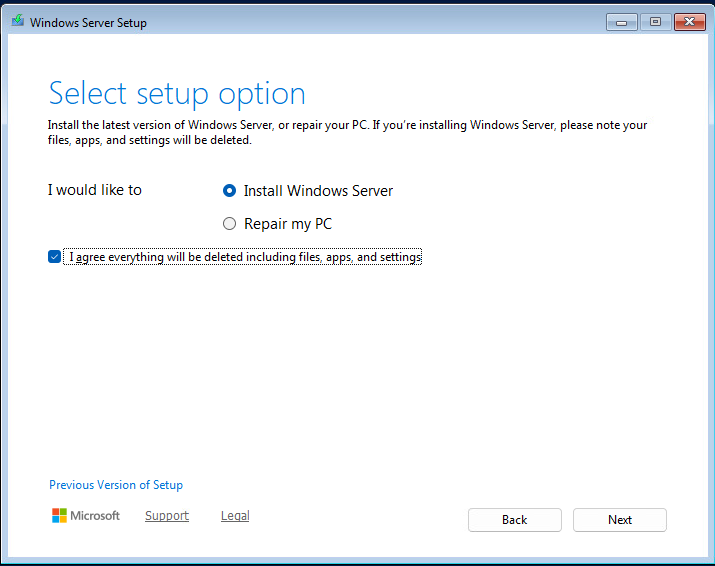 Windows Server Setup
Select setup option
Install the latest version of Windows Server, or repair your PC. If you're installing Windows Server, please note your
files, apps, and settings will be deleted.
I would like to
Install Windows Server
Repair my PC
I agree everything will be deleted including files, apps, and settings
Previous Version of Setup
Microsoft
Support
Legal
Back
Next